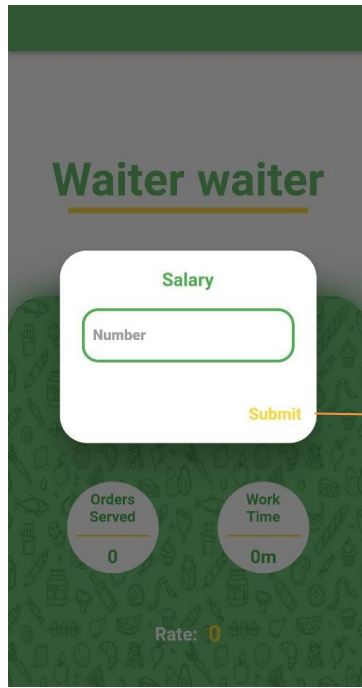 Waiter waiter
Salary
Number
Submit
Orders
Served
0
Work
Time
0m
Rate: 0